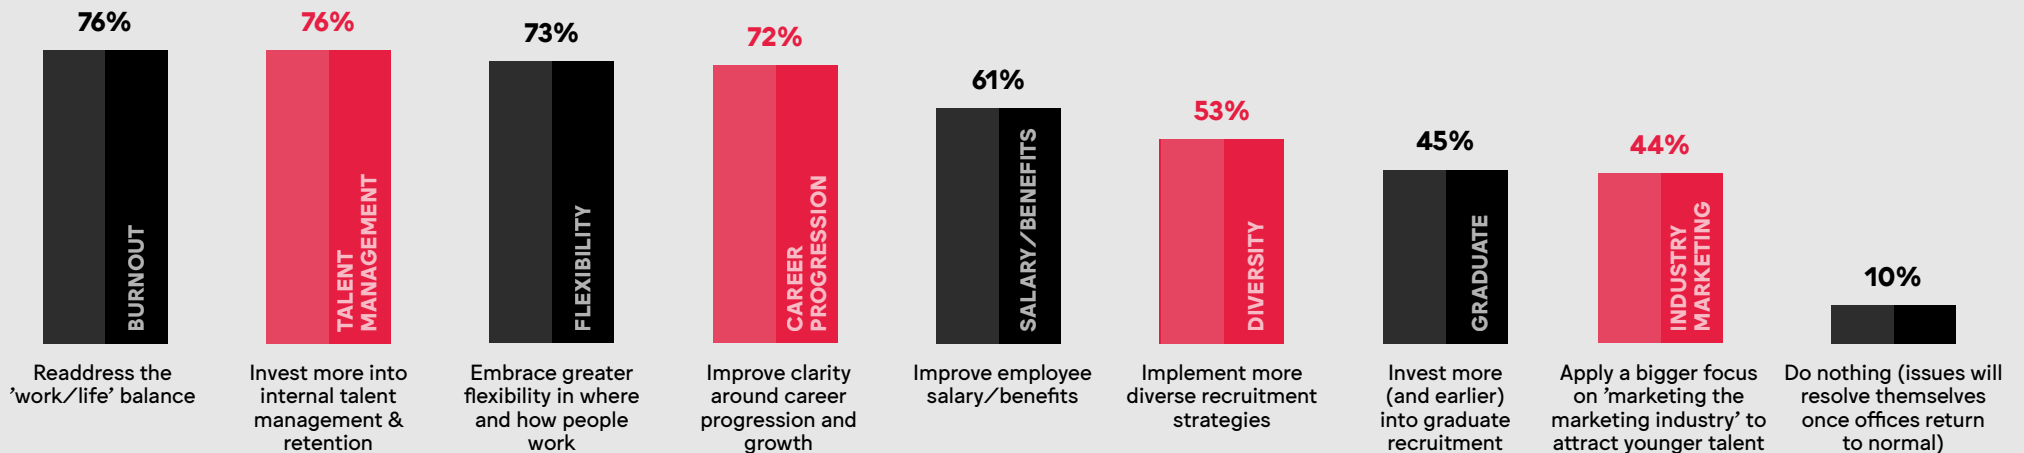 76%
BURNOUT
Readdress the
'work/life' balance
76%
TALENT
MANAGEMENT
Invest more into
internal talent
management &
retention
73%
FLEXIBILITY
Embrace greater
flexibility in where
and how people
work
72%
CAREER
PROGRESSION
Improve clarity
around career
progression and
growth
61%
SALARY/BENEFITS
Improve employee
salary/benefits
53%
DIVERSITY
Implement more
diverse recruitment
strategies
45%
GRADUATE
Invest more
(and earlier)
into graduate
recruitment
44%
INDUSTRY
MARKETING
Apply a bigger focus
on 'marketing the
marketing industry' to
attract younger talent
10%
Do nothing (issues will
resolve themselves
once offices return
to normal)